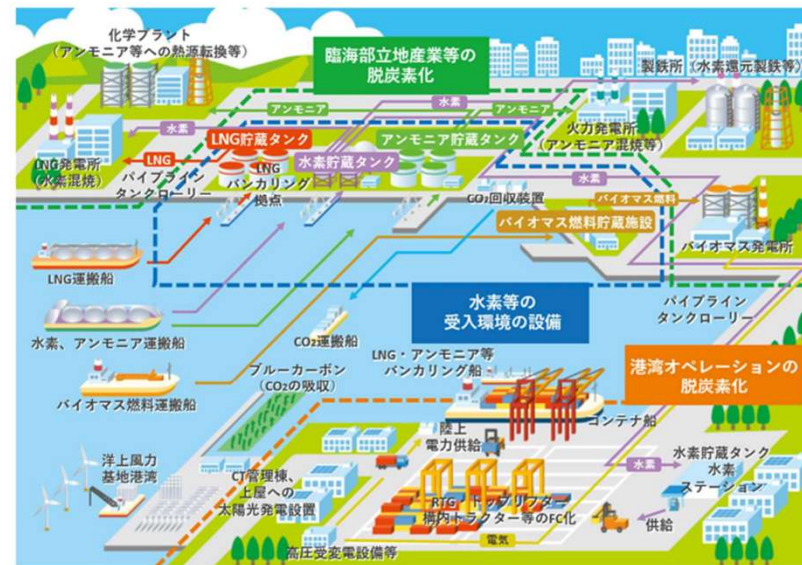 化学プラント
(アンモニア等への熱源転換等)
臨海部立地産業等の
脱炭素化
製鉄所 (水素還元製鉄等)
アンモニア
水素
アンモニア
水素
LNG貯蔵タンク
アンモニア貯蔵タンク
火力発電所
(アンモニア混焼等)
LNG発電所
(水素混焼)
LNG
水素貯蔵タンク
パイプライン
タンクローリー
LNG
バンカリング
拠点
水素
CO₂回収装置
バイオマス燃料
バイオマス燃料貯蔵施設
バイオマス発電所
LNG運搬船
水素等の
受入環境の設備
パイプライン
タンクローリー
水素、アンモニア運搬船
CO₂運搬船
LNG・アンモニア等
バンカリング船
港湾オペレーションの
脱炭素化
ブルーカーボン
(CO₂の吸収)
バイオマス燃料運搬船
コンテナ船
陸上
電力供給
洋上風力
基地港湾
CT管理棟、
上屋への
太陽光発電設置
水素
水素貯蔵タンク
水素
ステーション
RTG・トップリフター
構内トラクター等のFC化
供給
電気
高圧受変電設備等